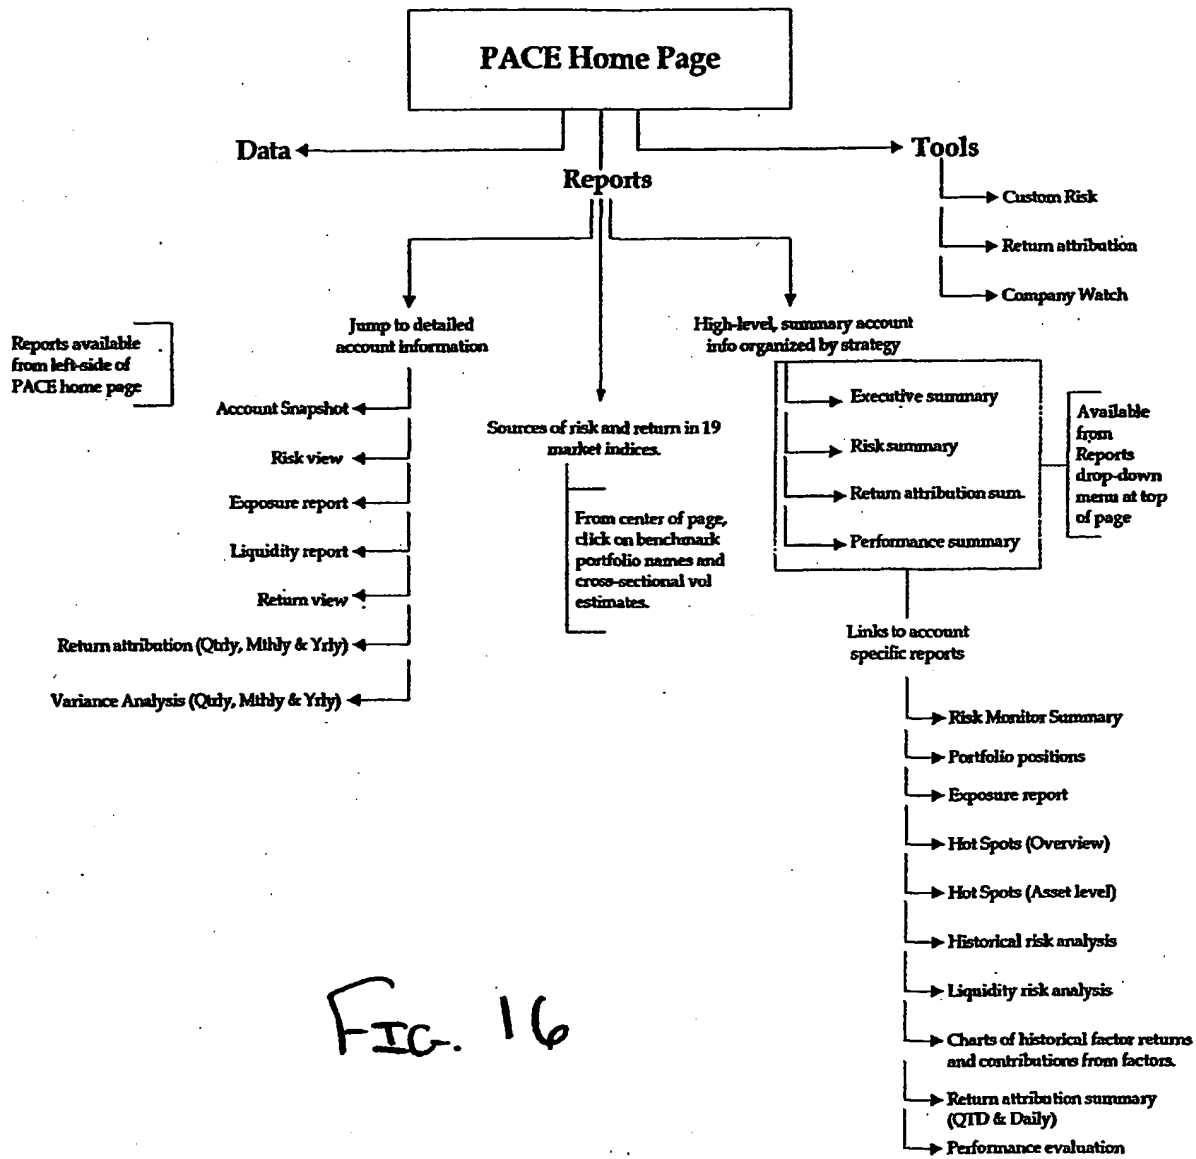 PACE Home Page
Data
Tools
Reports
Custom Risk
Return attribution
Company Watch
Reports available
from left-side of
PACE home page
Jump to detailed
account information
Account Snapshot
Risk view
Exposure report
Liquidity report
Return view
Return attribution (Qtrly, Mthly & Yrly)
Variance Analysis (Qtrly, Mthly & Yrly)
Sources of risk and return in 19
market indices.
From center of page,
click on benchmark
portfolio names and
cross-sectional vol
estimates.
High-level, summary account
info organized by strategy
Executive summary
Risk summary
Return attribution sum.
Performance summary
Available
from
Reports
drop-down
menu at top
of page
Links to account
specific reports
Risk Monitor Summary
Portfolio positions
Exposure report
Hot Spots (Overview)
Hot Spots (Asset level)
Historical risk analysis
Liquidity risk analysis
Charts of historical factor returns
and contributions from factors.
Return attribution summary
(QTD & Daily)
Performance evaluation
FIG. 16